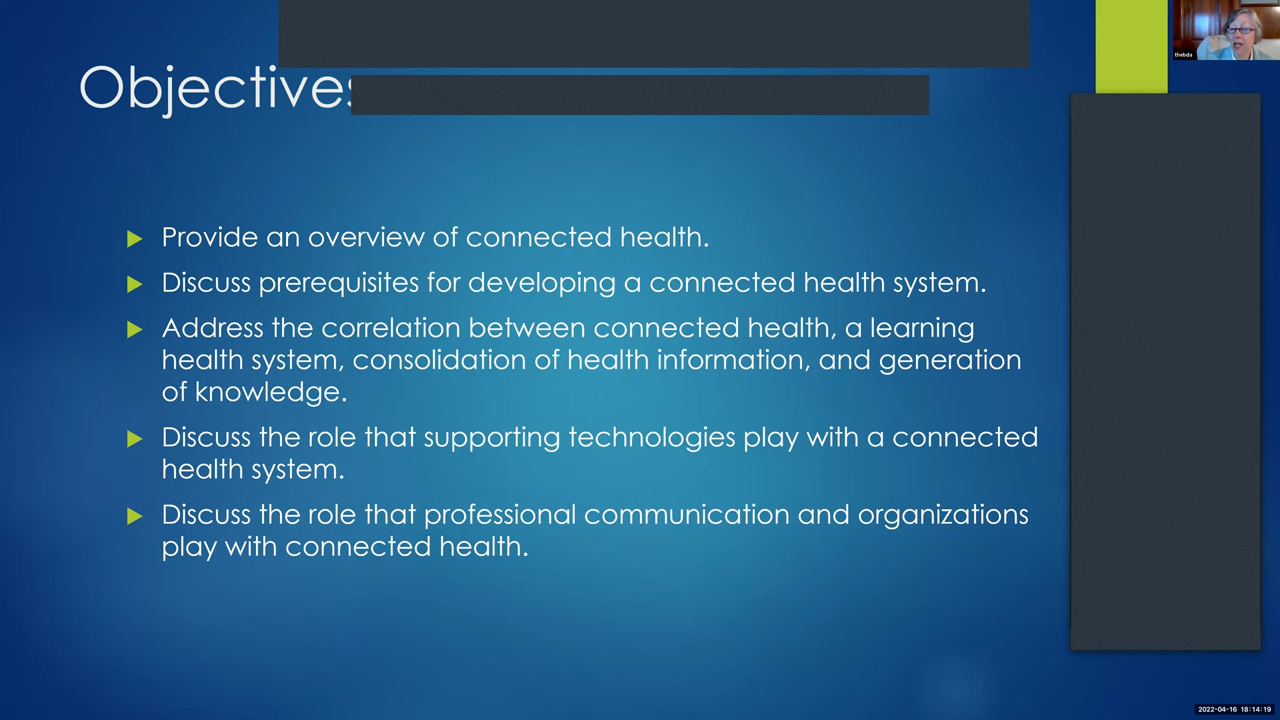 Objectives
Provide an overview of connected health.
Discuss prerequisites for developing a connected health system.
Address the correlation between connected health, a learning
health system, consolidation of health information, and generation
of knowledge.
Discuss the role that supporting technologies play with a connected
health system.
Discuss the role that professional communication and organizations
play with connected health.
thebda
2022-04-16 18:14:19